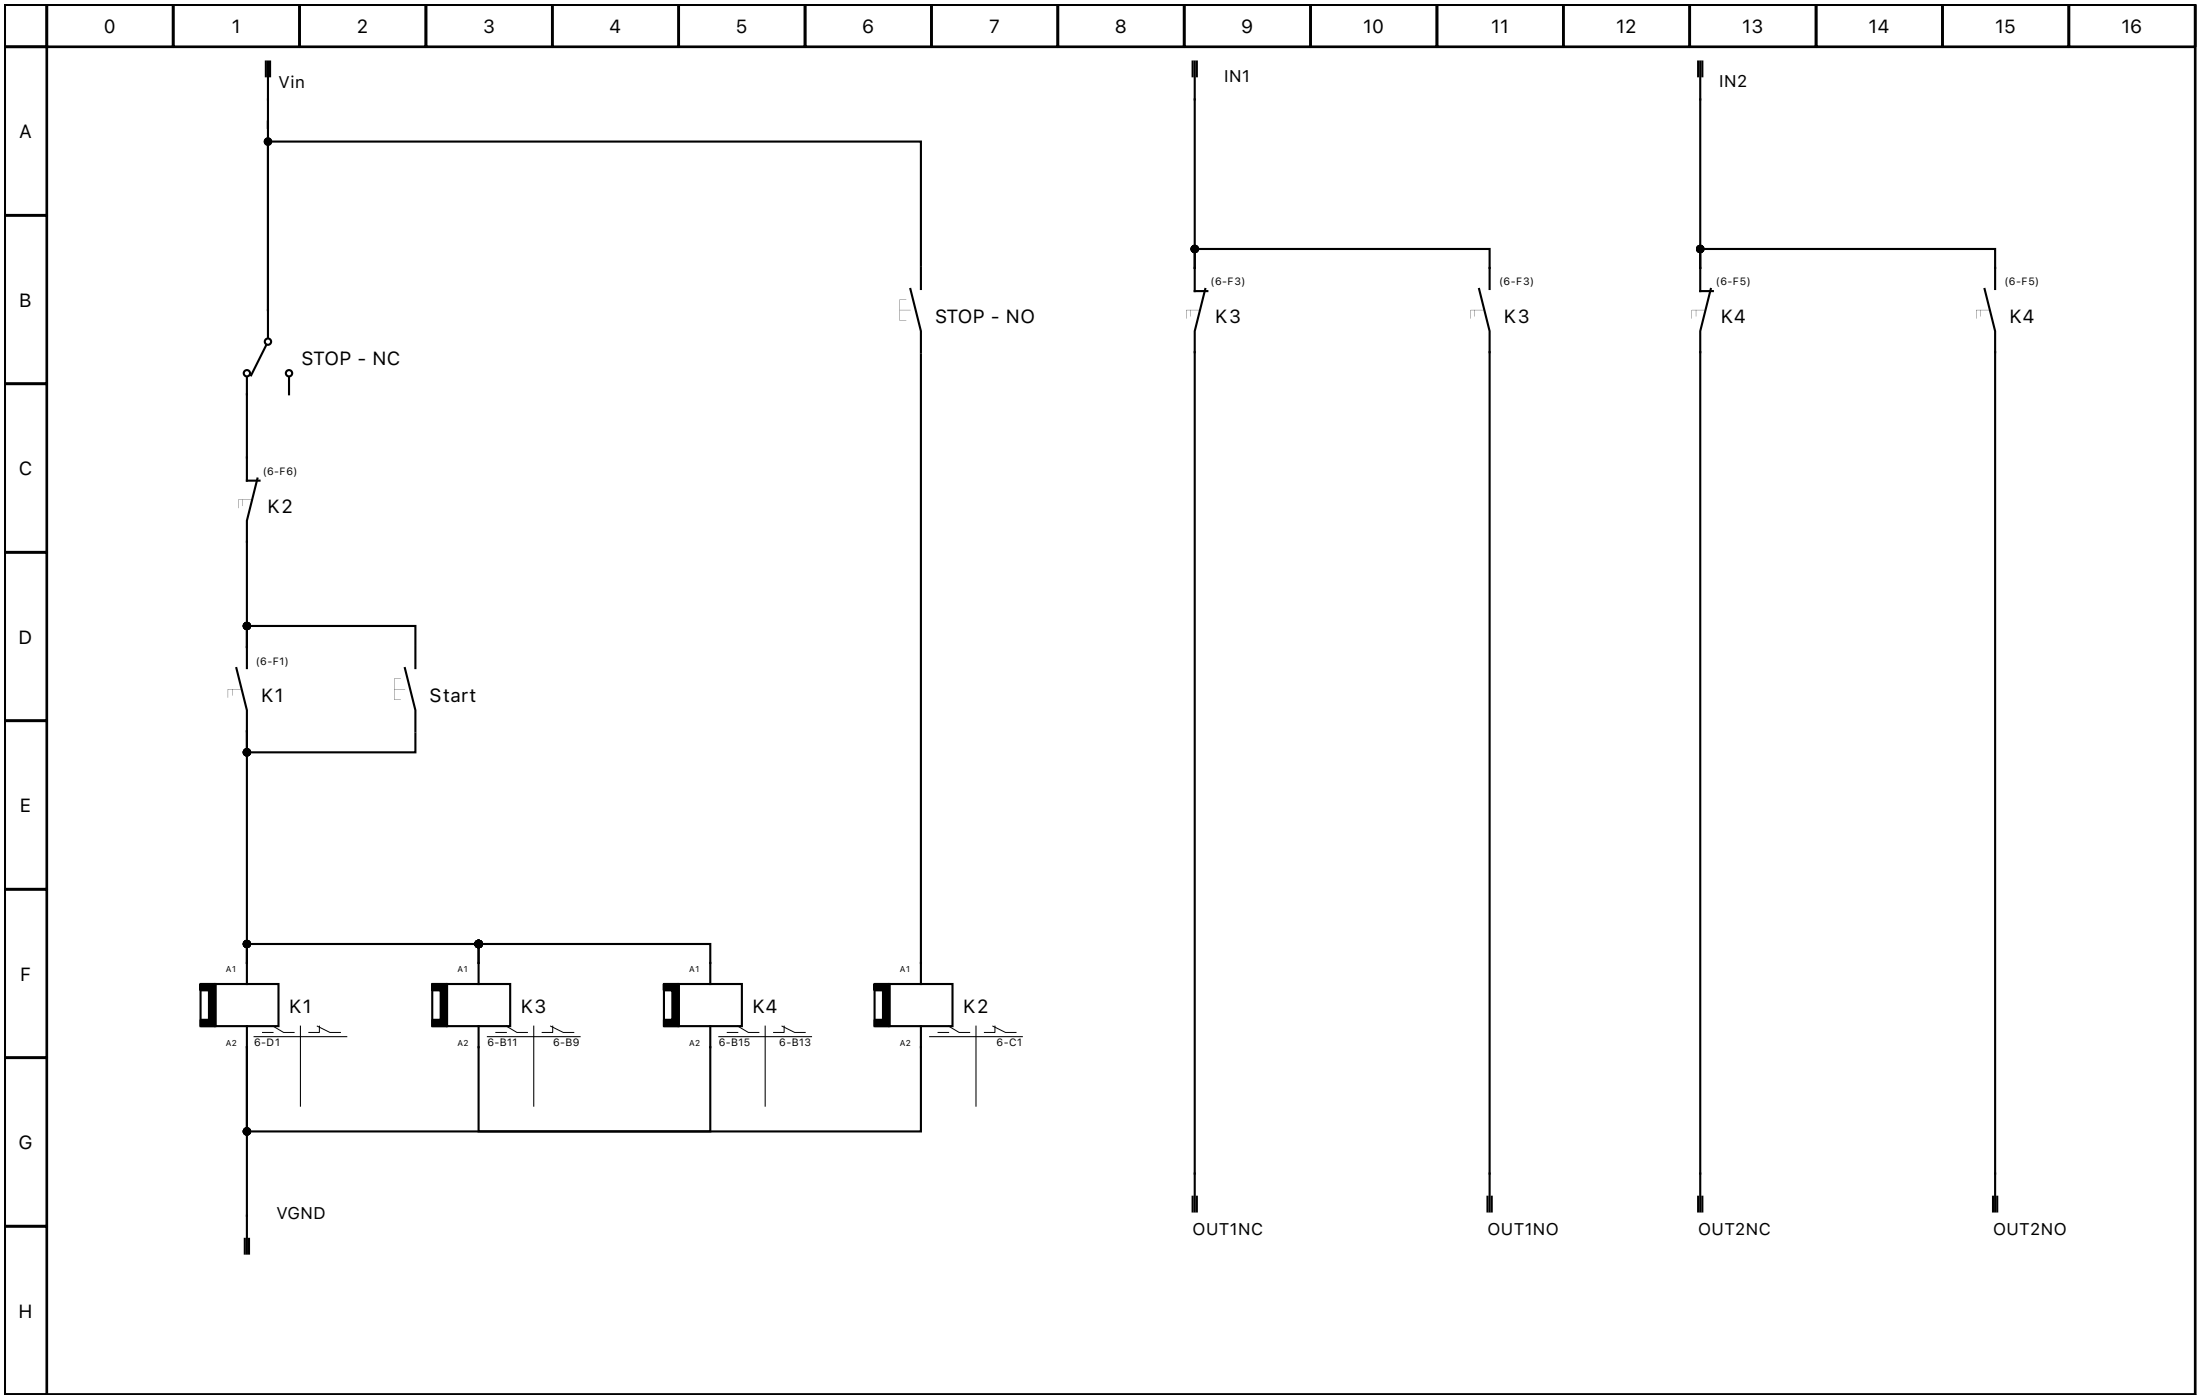 0 1 2 3 4 5 6 7 8 9 10 11 12 13 14 15 16
Vin IN1 IN2
A
B
(6-F3) (6-F3) (6-F5) (6-F5)
STOP - NO K3 K3 K4 K4
STOP - NC
C
(6-F6)
K2
D
(6-F1)
K1 Start
E
F
A1 A1 A1 A1
K1 K3 K4 K2
A2 6-D1 A2 6-B11 6-B9 A2 6-B15 6-B13 A2 6-C1
G
VGND
OUT1NC OUT1NO OUT2NC OUT2NO
H